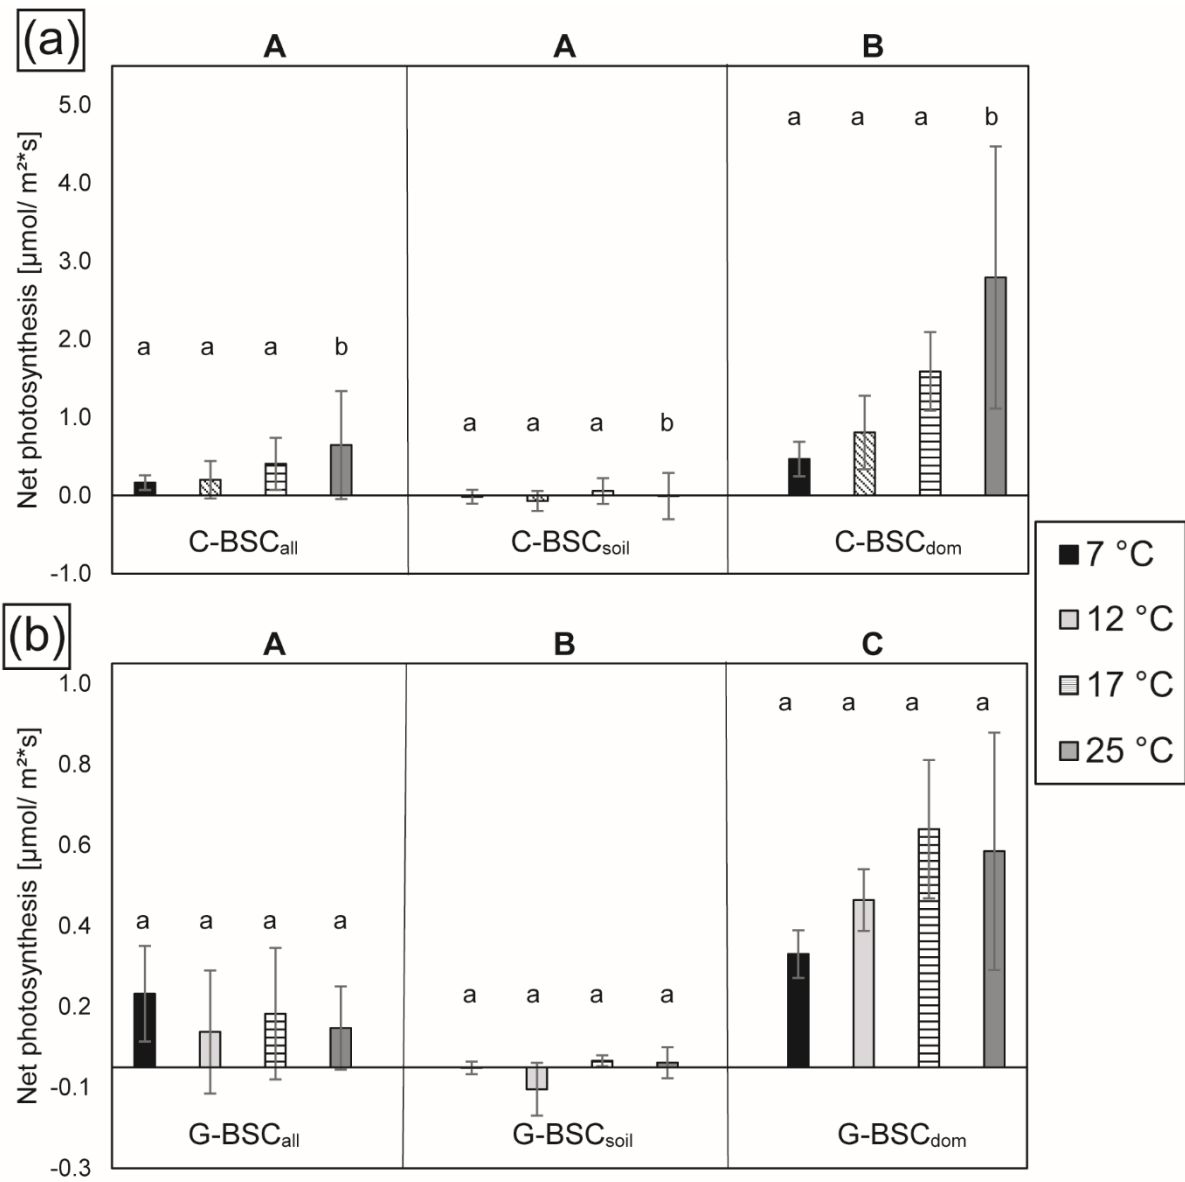 (a)
A A B
Net photosynthesis [µmol/ m²*s]
5.0
4.0
3.0
2.0
1.0
0.0
-1.0
a a a b
a a a b
a a a b
C-BSCall C-BSCsoil C-BSCdom
7 °C
12 °C
17 °C
25 °C
(b)
A B C
Net photosynthesis [µmol/ m²*s]
1.0
0.8
0.6
0.4
0.2
-0.1
-0.3
a a a a
a a a a
a a a a
G-BSCall G-BSCsoil G-BSCdom